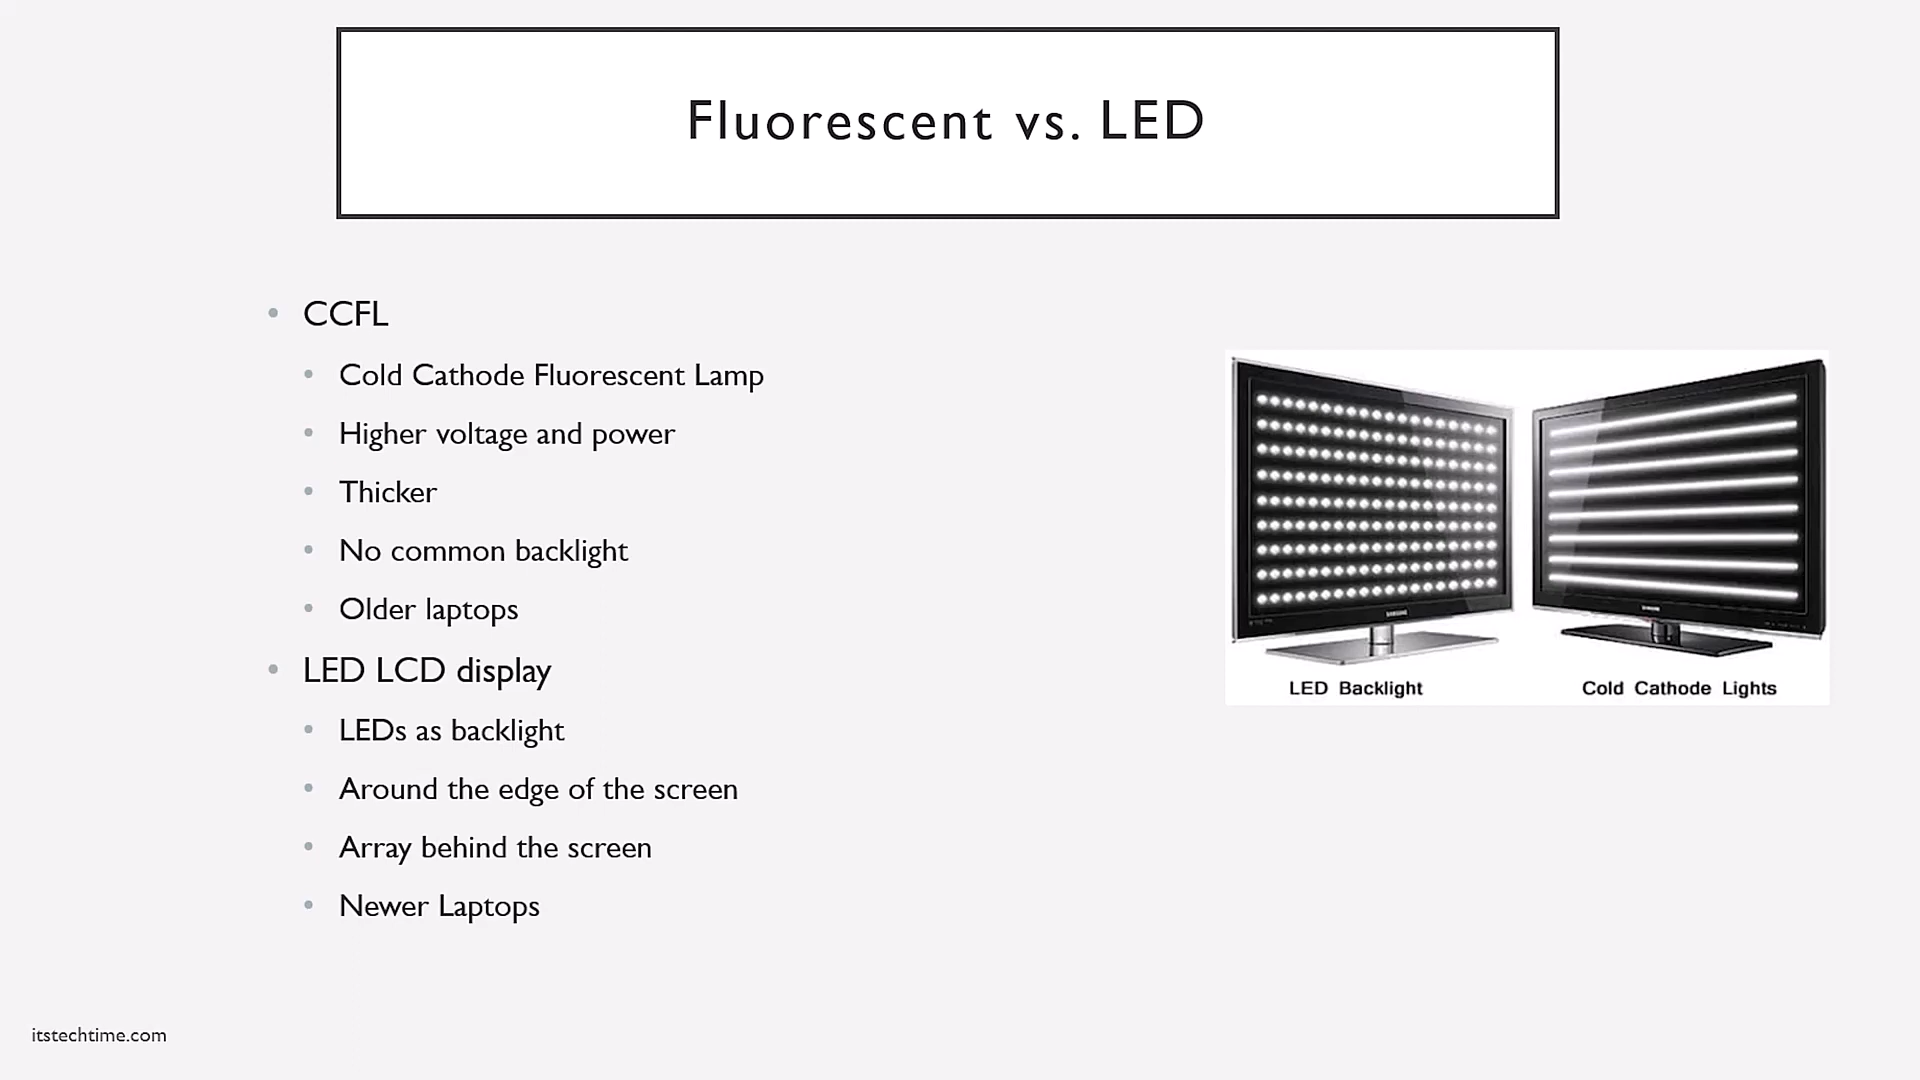 Fluorescent vs. LED
CCFL
Cold Cathode Fluorescent Lamp
Higher voltage and power
Thicker
No common backlight
Older laptops
LED LCD display
LEDs as backlight
Around the edge of the screen
Array behind the screen
Newer Laptops
SAMSUNG
LED Backlight
Cold Cathode Lights
itstechtime.com